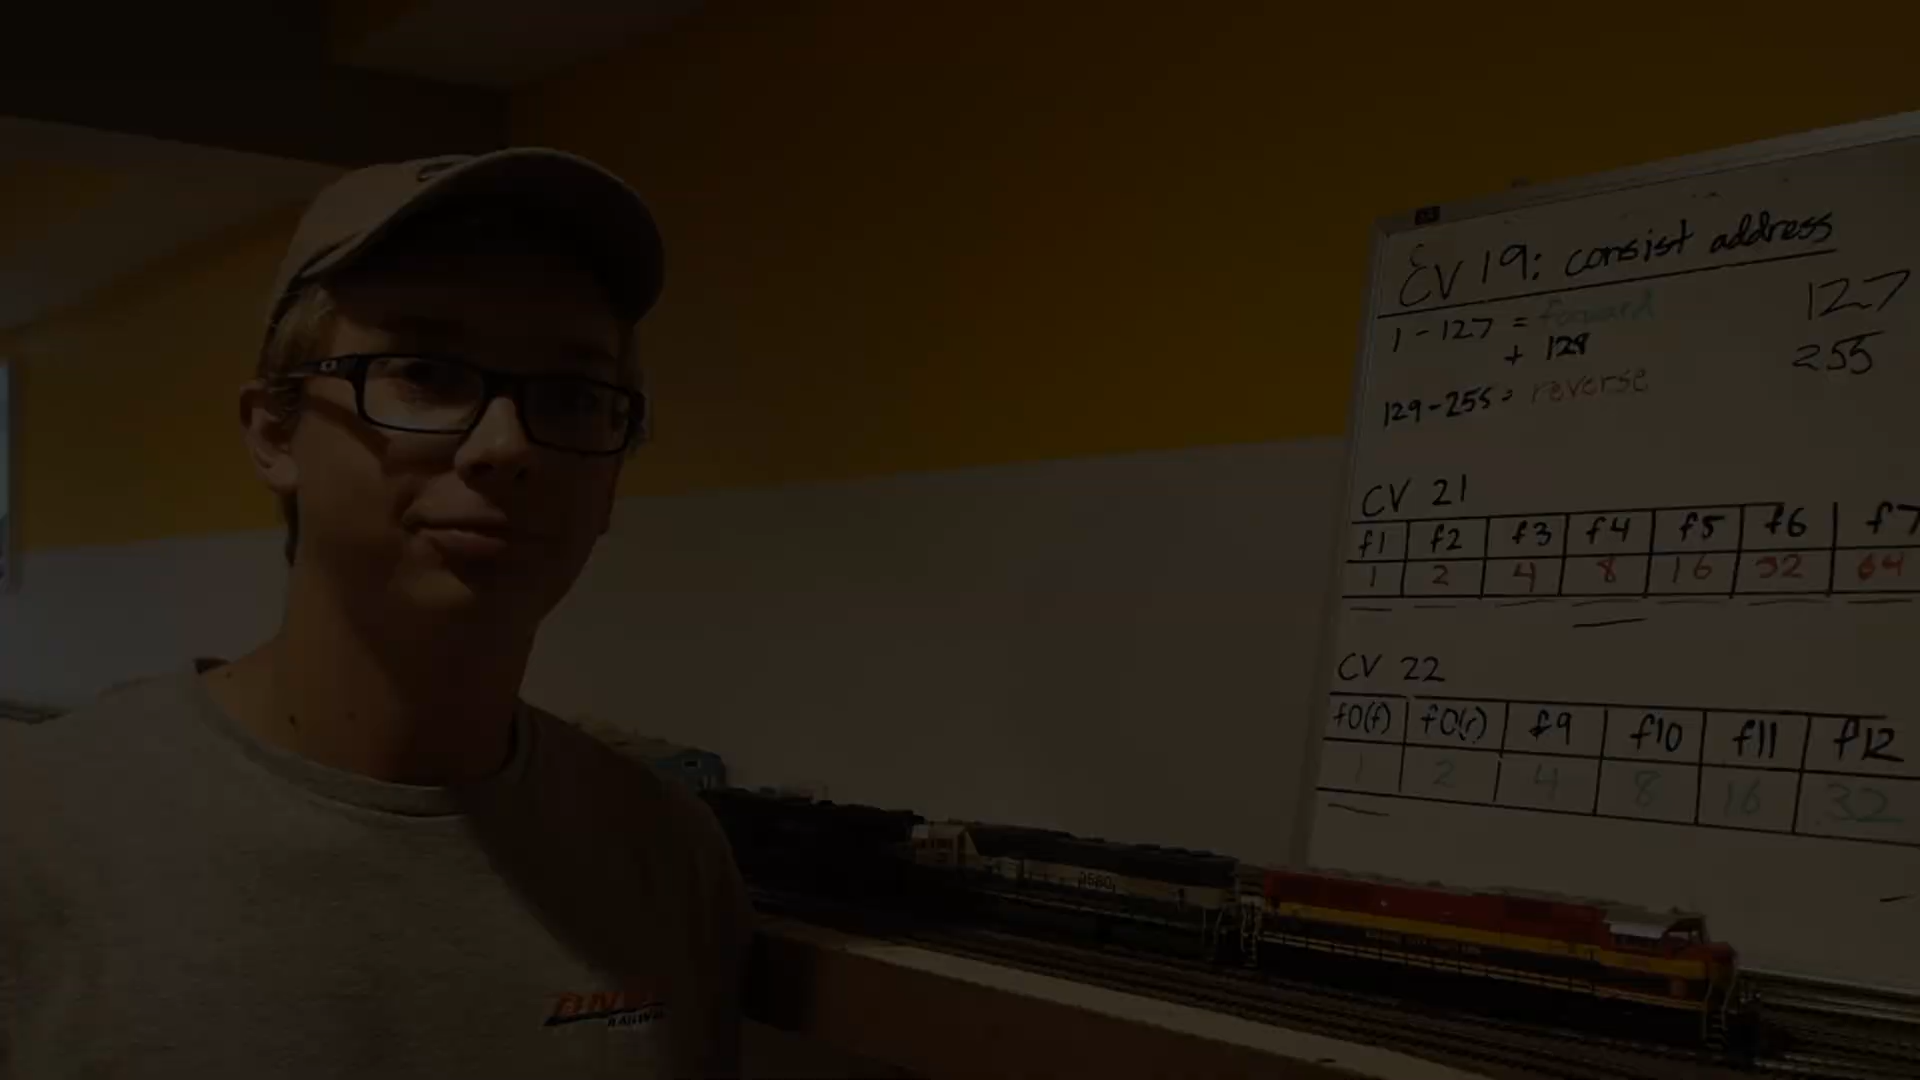 CV 19: consist address
1 - 127 = forward
+ 128
129 - 255 = reverse
127
255
CV 21
f1 f2 f3 f4 f5 f6 f7
1 2 4 8 16 32 64
CV 22
f0(f) f0(r) f9 f10 f11 f12
1 2 4 8 16 32
BNSF
RAILWAY